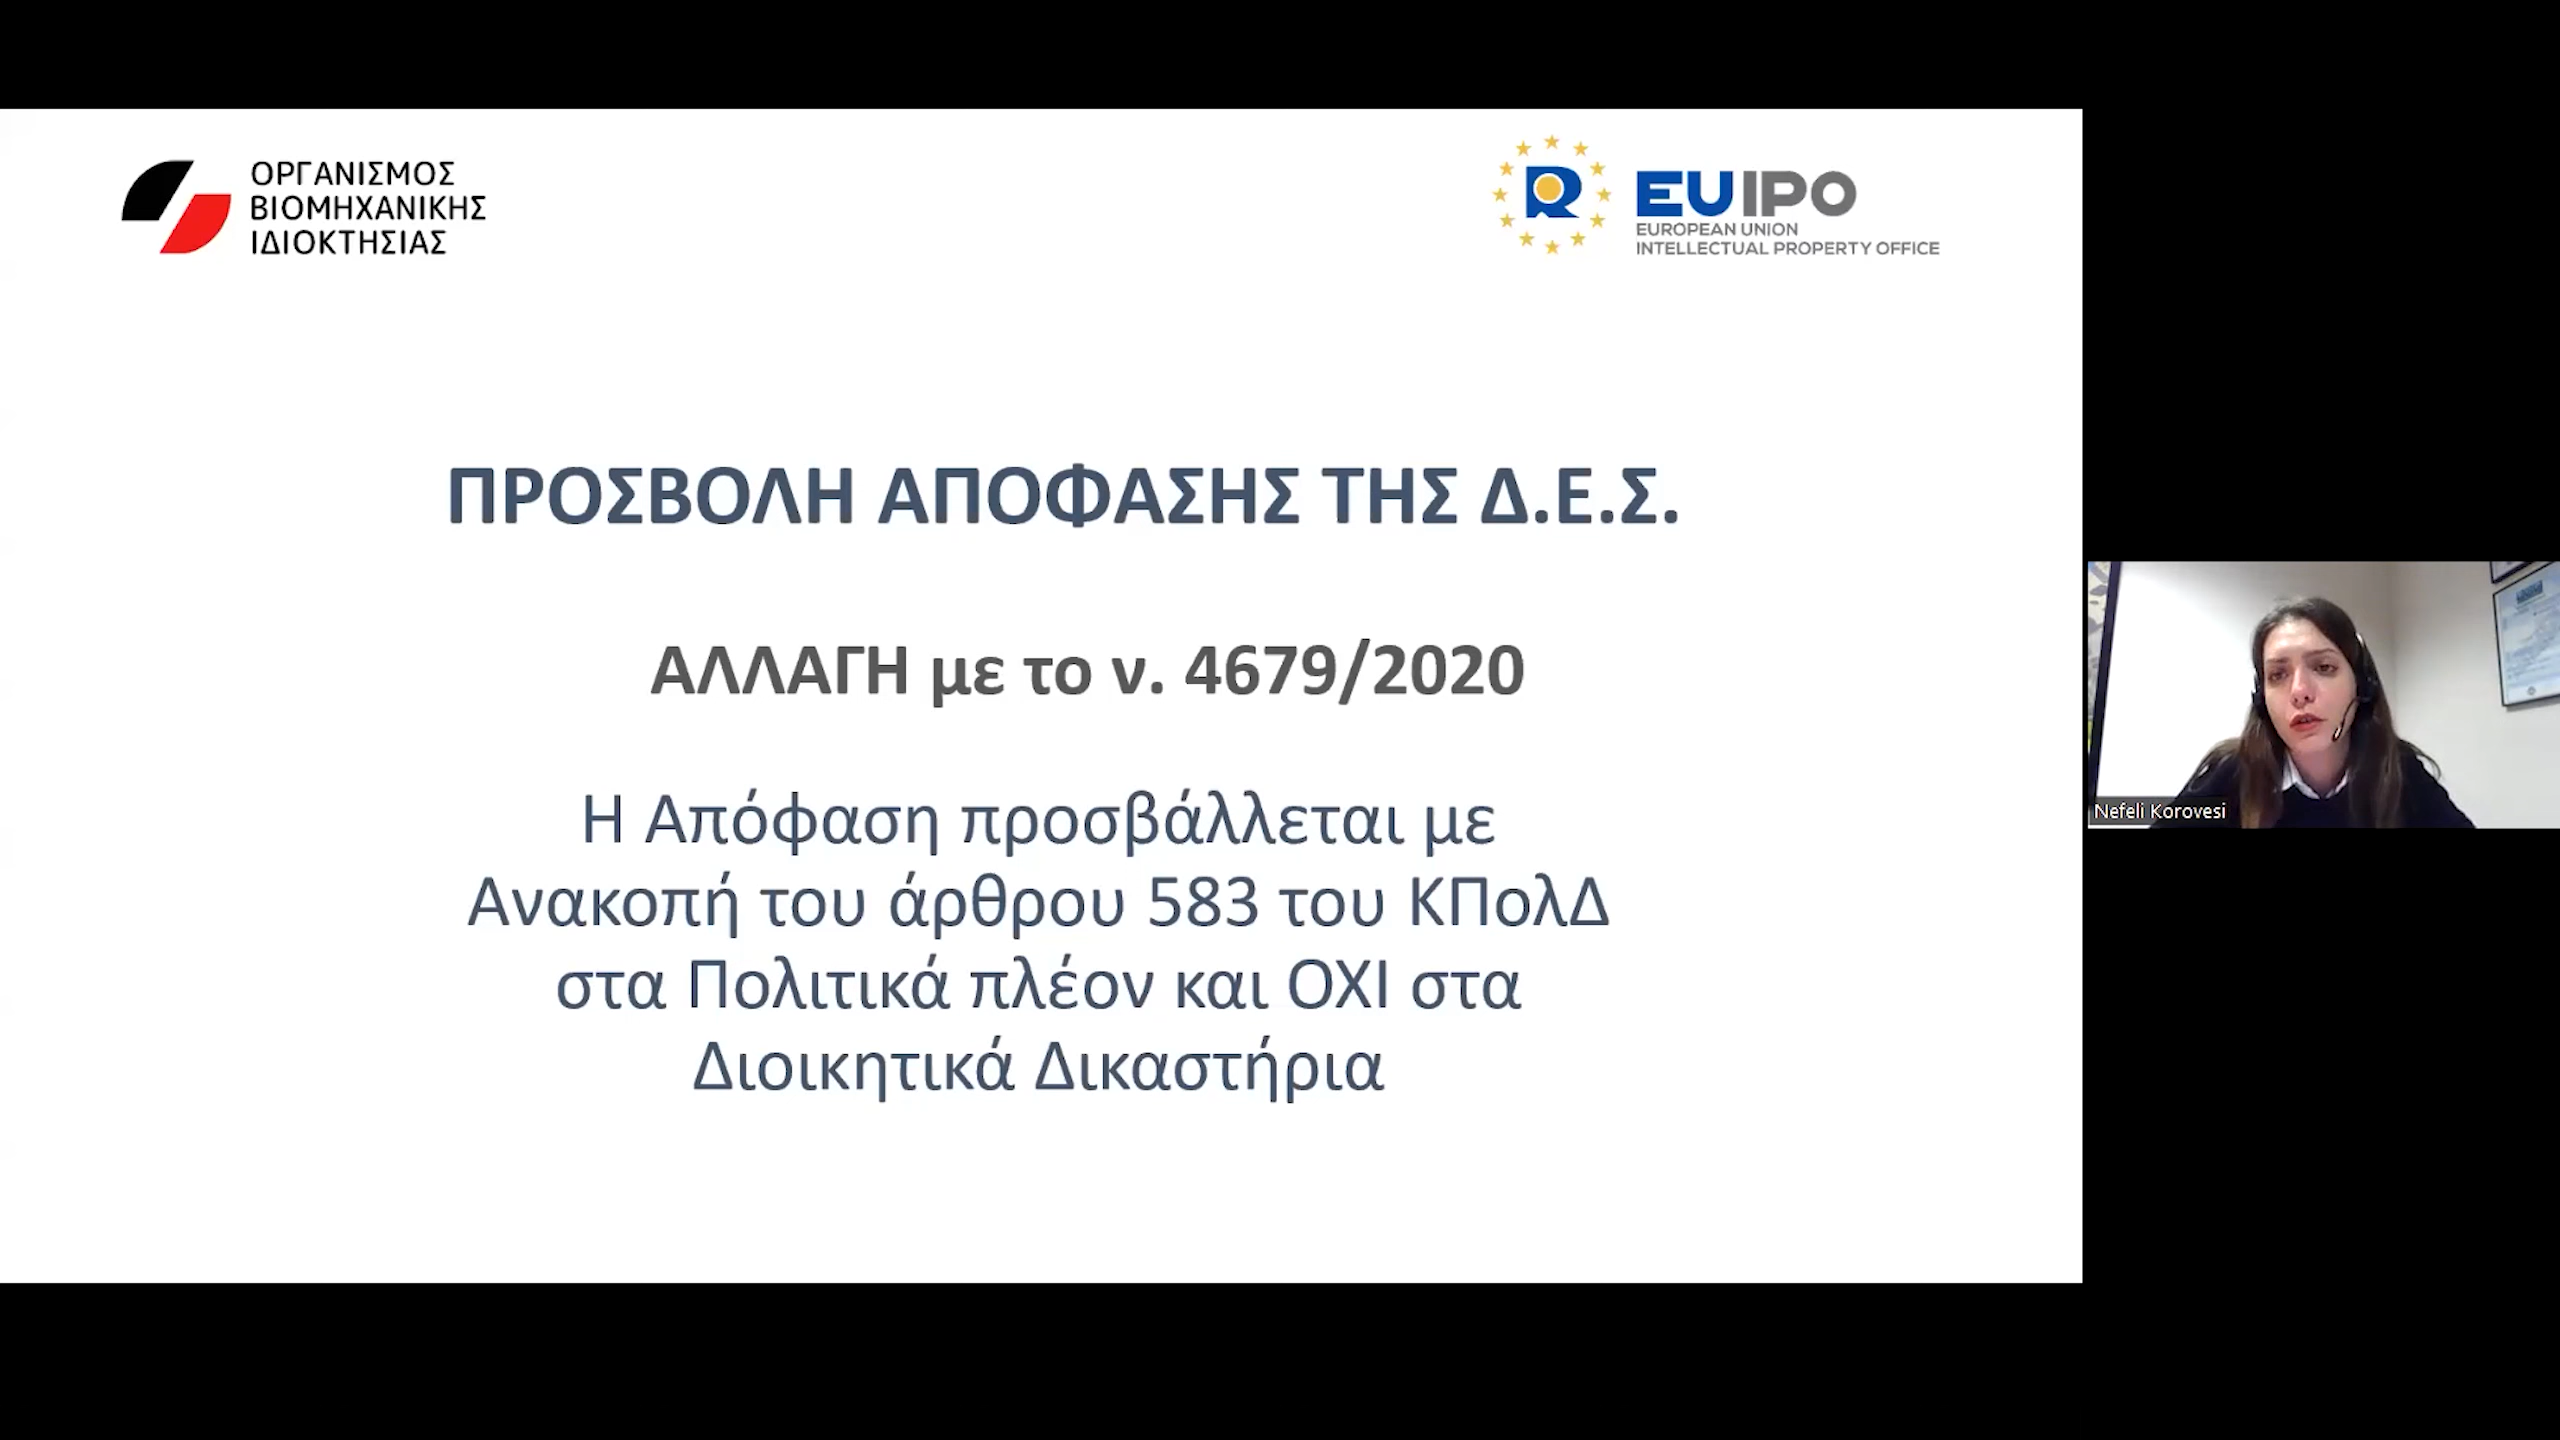 ΟΡΓΑΝΙΣΜΟΣ
ΒΙΟΜΗΧΑΝΙΚΗΣ
ΙΔΙΟΚΤΗΣΙΑΣ
EUIPO
EUROPEAN UNION
INTELLECTUAL PROPERTY OFFICE
ΠΡΟΣΒΟΛΗ ΑΠΟΦΑΣΗΣ ΤΗΣ Δ.Ε.Σ.
ΑΛΛΑΓΗ με το ν. 4679/2020
Η Απόφαση προσβάλλεται με
Ανακοπή του άρθρου 583 του ΚΠολΔ
στα Πολιτικά πλέον και ΟΧΙ στα
Διοικητικά Δικαστήρια
Nefeli Korovesi